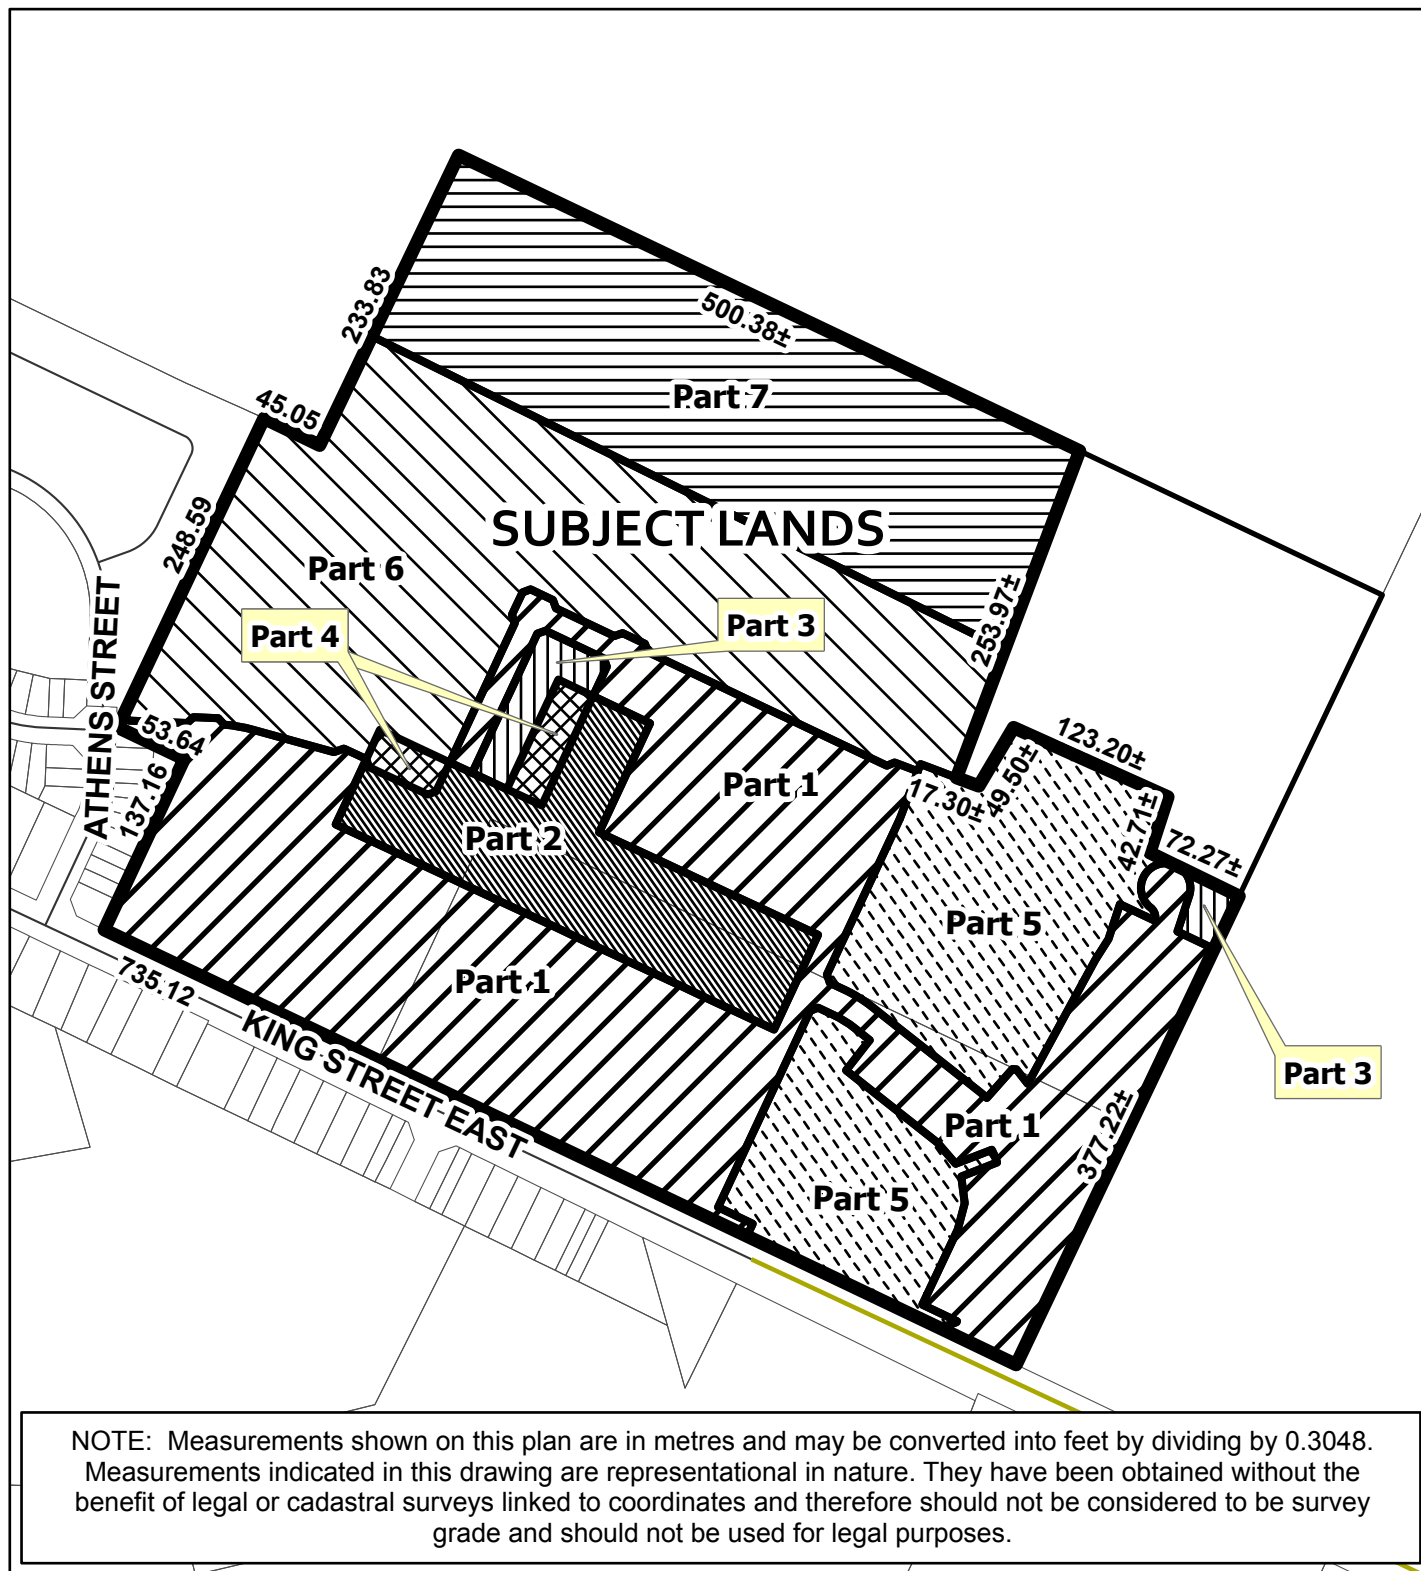 233.83
500.38±
Part 7
45.05
SUBJECT LANDS
248.59
Part 6
253.97±
Part 4
Part 3
ATHENS STREET
53.64
123.20±
49.50±
17.30±
Part 1
137.16
42.71±
Part 2
72.27±
Part 5
Part 1
735.12
KING STREET EAST
Part 3
Part 1
377.22±
Part 5
NOTE: Measurements shown on this plan are in metres and may be converted into feet by dividing by 0.3048.
Measurements indicated in this drawing are representational in nature. They have been obtained without the
benefit of legal or cadastral surveys linked to coordinates and therefore should not be considered to be survey
grade and should not be used for legal purposes.